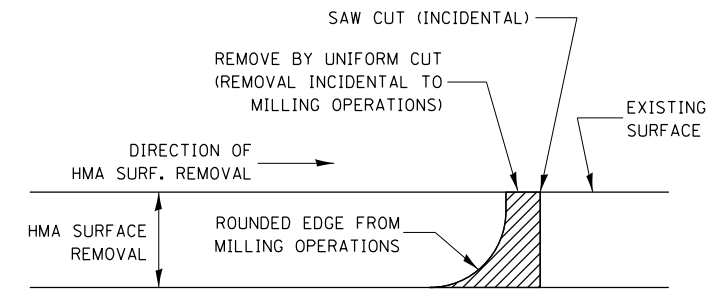 SAW CUT (INCIDENTAL)
REMOVE BY UNIFORM CUT
(REMOVAL INCIDENTAL TO
MILLING OPERATIONS)
EXISTING
SURFACE
DIRECTION OF
HMA SURF. REMOVAL
HMA SURFACE
REMOVAL
ROUNDED EDGE FROM
MILLING OPERATIONS